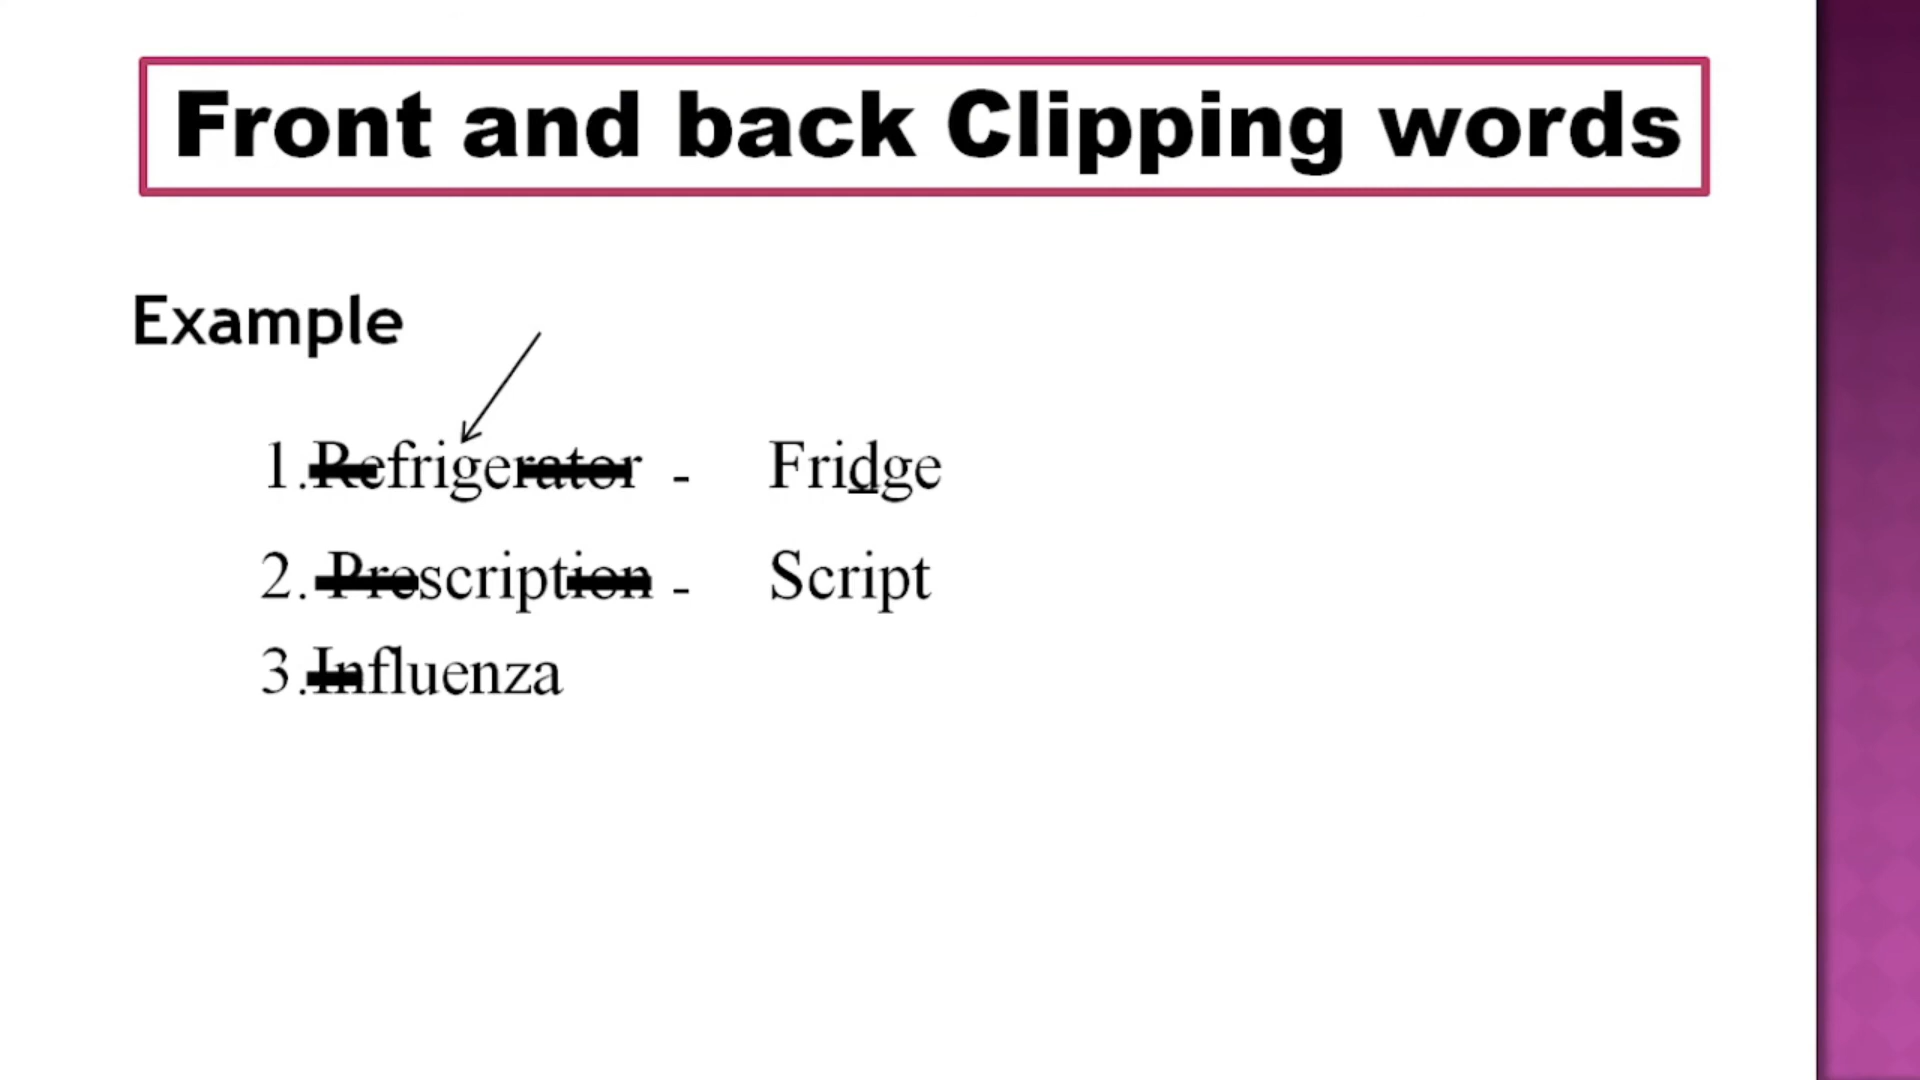 Front and back Clipping words
Example
1.Refrigerator - Fridge
2. Prescription - Script
3.Influenza